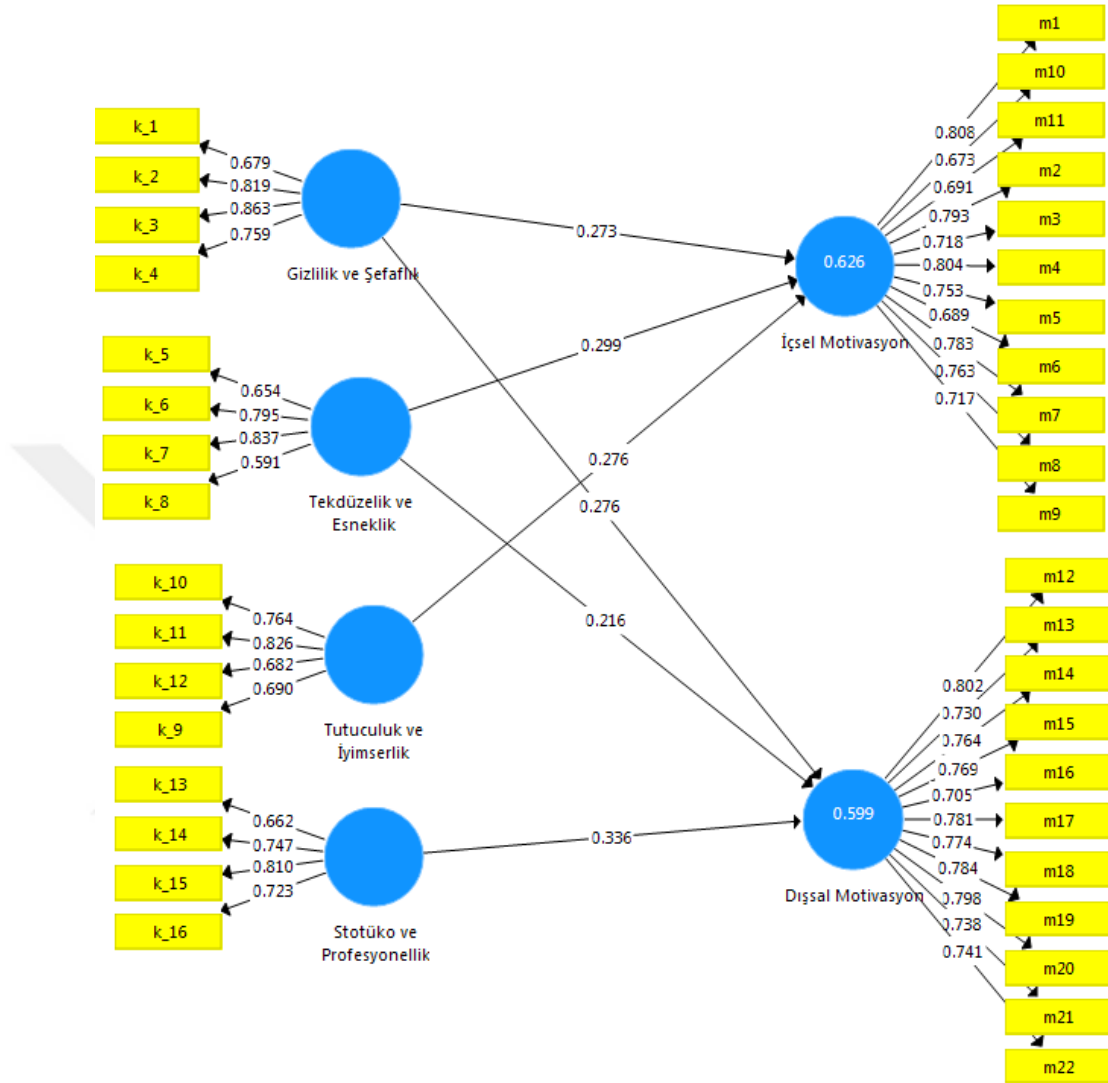 k_1
k_2
k_3
k_4
0.679
0.819
0.863
0.759
Gizlilik ve Şefaflık
k_5
k_6
k_7
k_8
0.654
0.795
0.837
0.591
Tekdüzelik ve
Esneklik
k_10
k_11
k_12
k_9
0.764
0.826
0.682
0.690
Tutuculuk ve
İyimserlik
k_13
k_14
k_15
k_16
0.662
0.747
0.810
0.723
Stotüko ve
Profesyonellik
0.273
0.299
0.276
0.276
0.216
0.336
0.626
İçsel Motivasyon
0.808
0.673
0.691
0.793
0.718
0.804
0.753
0.689
0.783
0.763
0.717
m1
m10
m11
m2
m3
m4
m5
m6
m7
m8
m9
0.599
Dışsal Motivasyon
0.802
0.730
0.764
0.769
0.705
0.781
0.774
0.784
0.798
0.738
0.741
m12
m13
m14
m15
m16
m17
m18
m19
m20
m21
m22